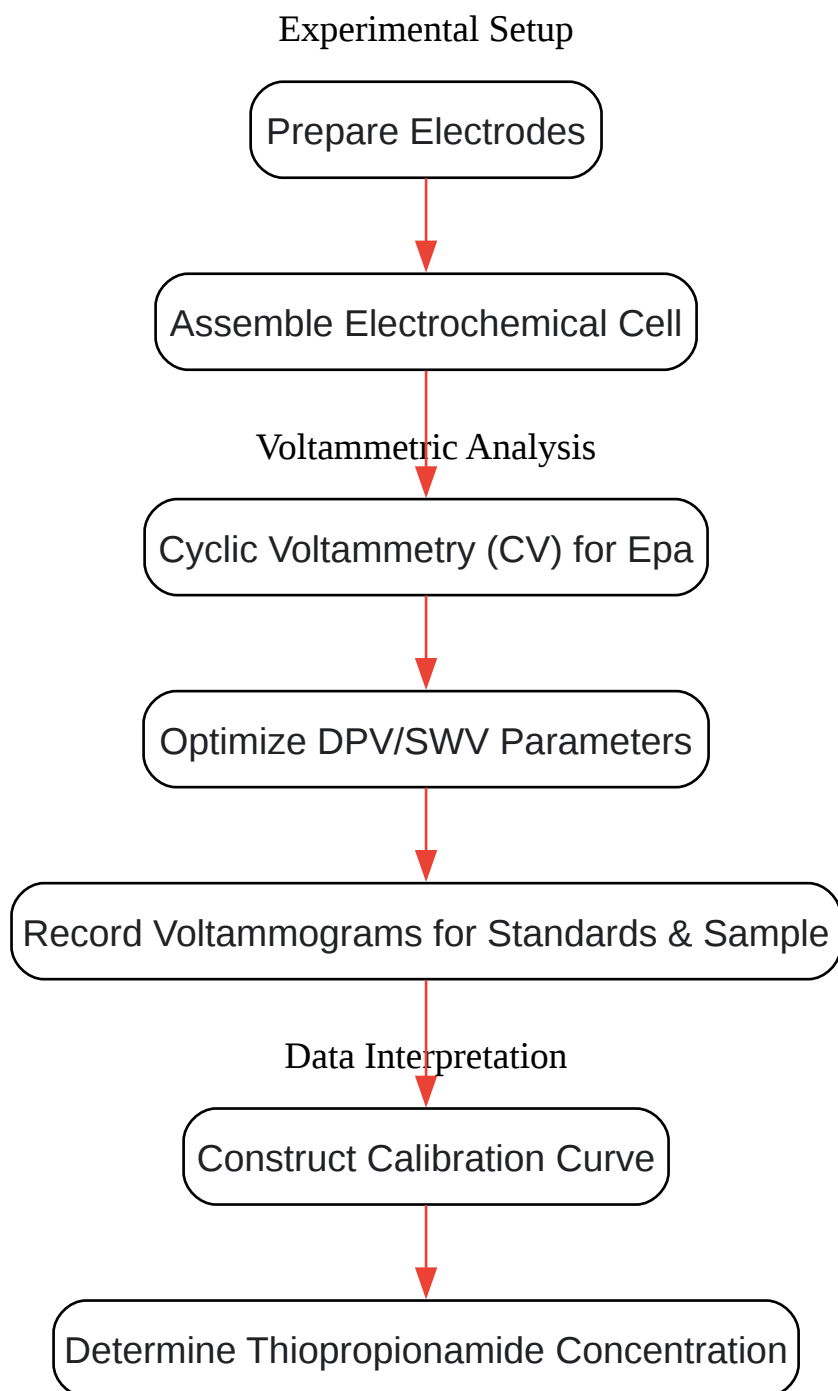 Experimental Setup
Prepare Electrodes
Assemble Electrochemical Cell
Voltammetric Analysis
Cyclic Voltammetry (CV) for Epa
Optimize DPV/SWV Parameters
Record Voltammograms for Standards & Sample
Data Interpretation
Construct Calibration Curve
Determine Thiopropionamide Concentration